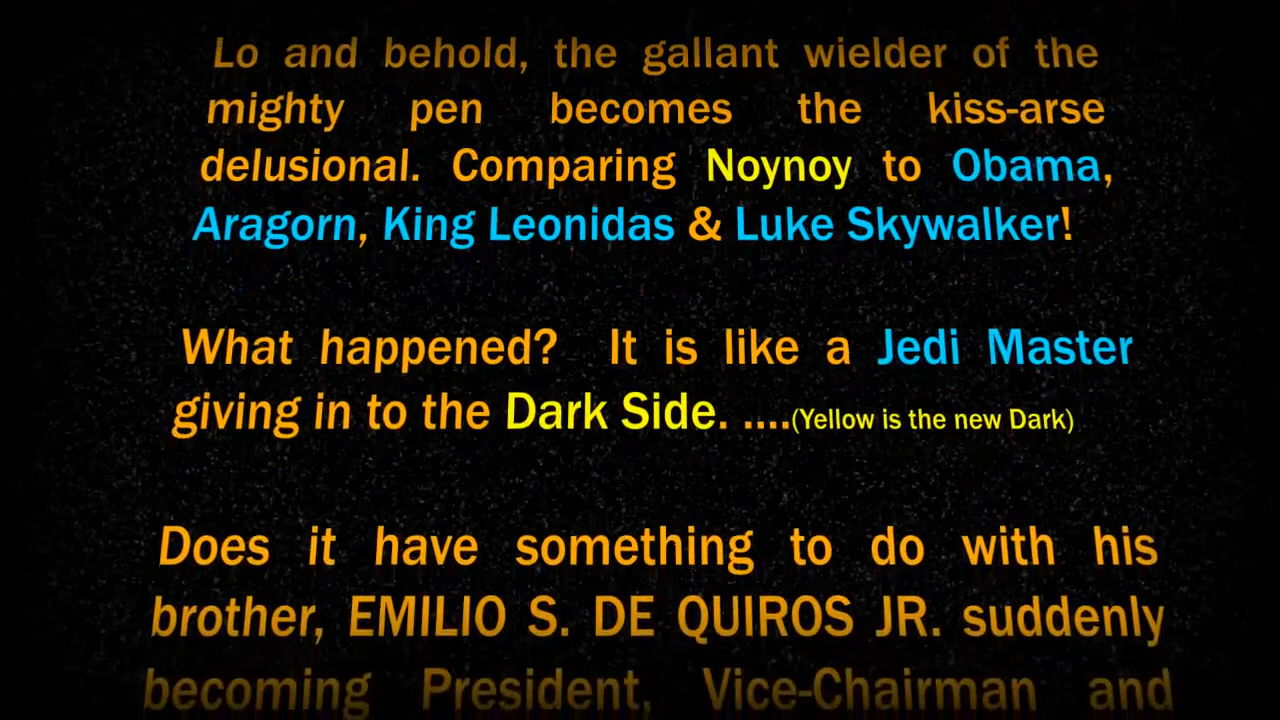 Lo and behold, the gallant wielder of the
mighty pen becomes the kiss-arse
delusional. Comparing Noynoy to Obama,
Aragorn, King Leonidas & Luke Skywalker!
What happened? It is like a Jedi Master
giving in to the Dark Side. ....(Yellow is the new Dark)
Does it have something to do with his
brother, EMILIO S. DE QUIROS JR. suddenly
becoming President, Vice-Chairman and